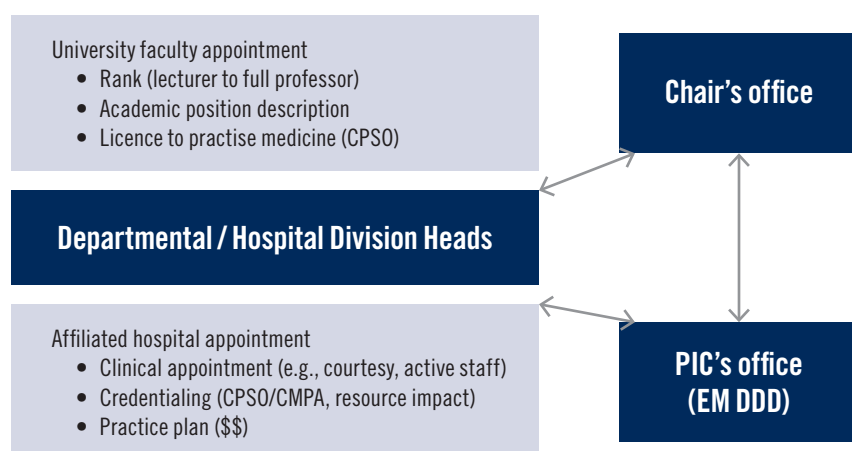 University faculty appointment
• Rank (lecturer to full professor)
• Academic position description
• Licence to practise medicine (CPSO)
Chair’s office
Departmental / Hospital Division Heads
Affiliated hospital appointment
• Clinical appointment (e.g., courtesy, active staff)
• Credentialing (CPSO/CMPA, resource impact)
• Practice plan ($$)
PIC’s office
(EM DDD)